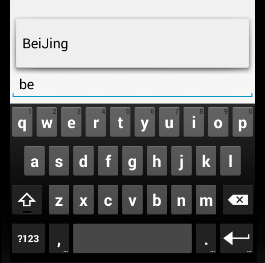 BeiJing
be
q w e r t y u i o p
a s d f g h j k l
z x c v b n m
?123 , .